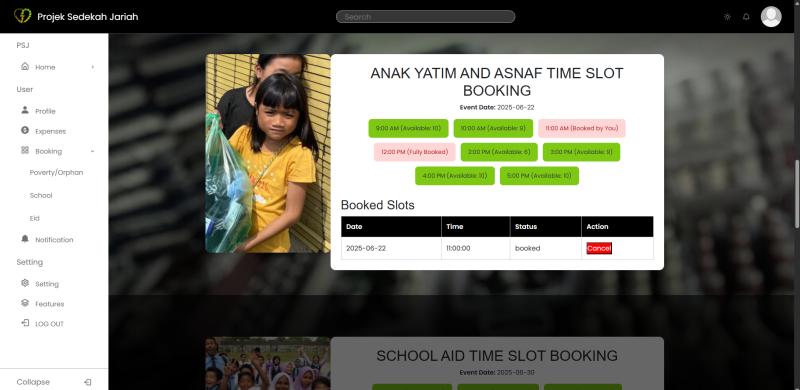 Projek Sedekah Jariah
Search
PSJ
Home
User
Profile
Expenses
Booking
Poverty/Orphan
School
Eid
Notification
Setting
Setting
Features
LOG OUT
Collapse
ANAK YATIM AND ASNAF TIME SLOT
BOOKING
Event Date: 2025-06-22
9:00 AM (Available: 10) 10:00 AM (Available: 9) 11:00 AM (Booked by You)
12:00 PM (Fully Booked) 2:00 PM (Available: 6) 3:00 PM (Available: 9)
4:00 PM (Available: 10) 5:00 PM (Available: 10)
Booked Slots
Date Time Status Action
2025-06-22 11:00:00 booked Cancel
SCHOOL AID TIME SLOT BOOKING
Event Date: 2025-06-30